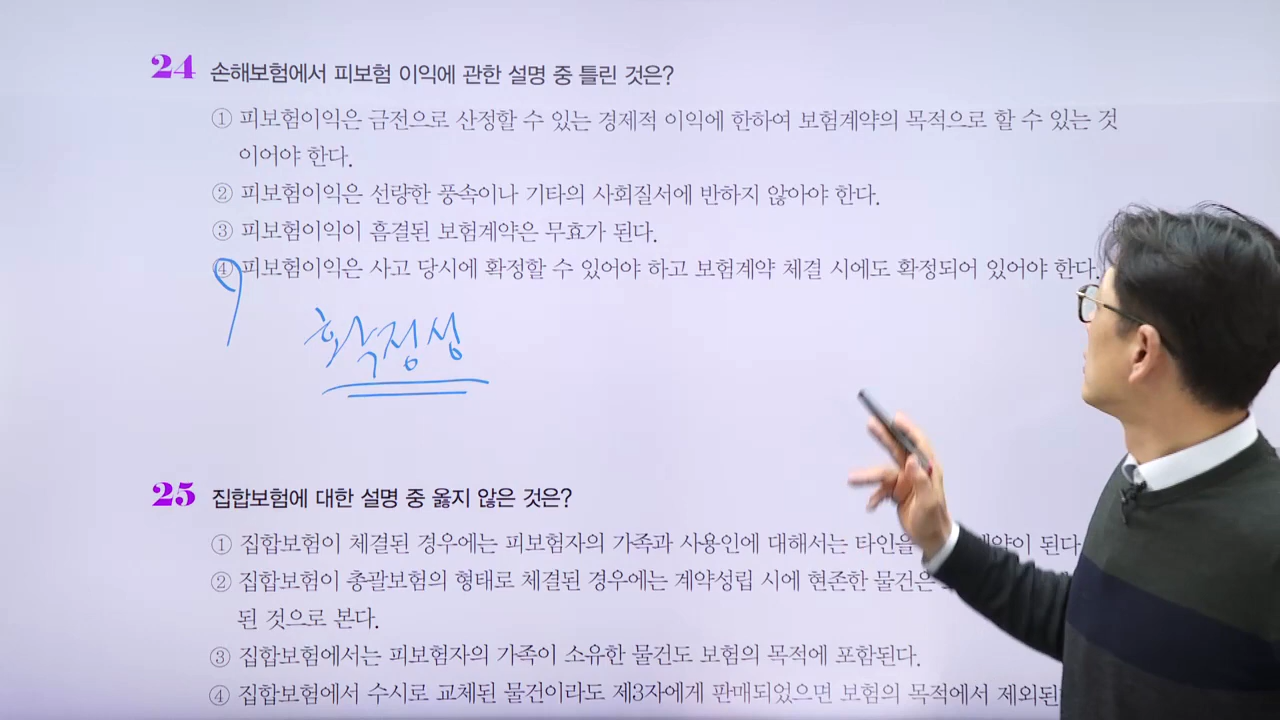 24 손해보험에서 피보험 이익에 관한 설명 중 틀린 것은?
① 피보험이익은 금전으로 산정할 수 있는 경제적 이익에 한하여 보험계약의 목적으로 할 수 있는 것
이어야 한다.
② 피보험이익은 선량한 풍속이나 기타의 사회질서에 반하지 않아야 한다.
③ 피보험이익이 흠결된 보험계약은 무효가 된다.
④ 피보험이익은 사고 당시에 확정할 수 있어야 하고 보험계약 체결 시에도 확정되어 있어야 한다.
확정성
25 집합보험에 대한 설명 중 옳지 않은 것은?
① 집합보험이 체결된 경우에는 피보험자의 가족과 사용인에 대해서는 타인을 된다
② 집합보험이 총괄보험의 형태로 체결된 경우에는 계약성립 시에 현존한 물건은
된 것으로 본다.
③ 집합보험에서는 피보험자의 가족이 소유한 물건도 보험의 목적에 포함된다.
④ 집합보험에서 수시로 교체된 물건이라도 제3자에게 판매되었으면 보험의 목적에서 제외된